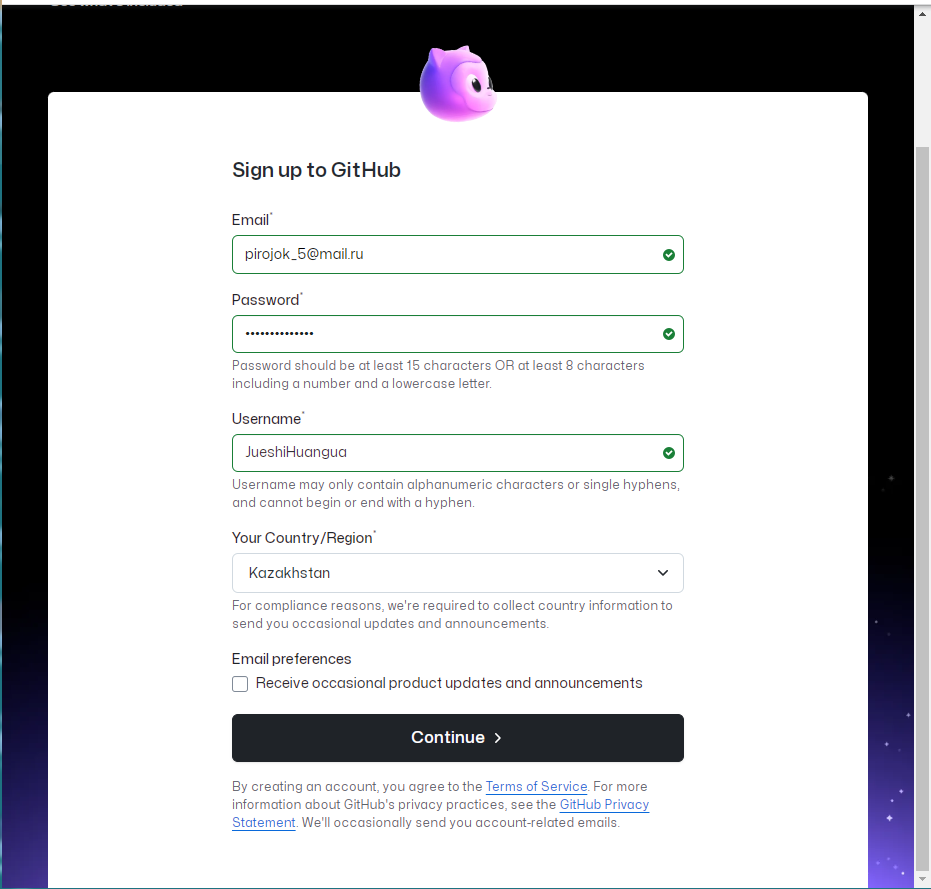 Sign up to GitHub
Email*
pirojok_5@mail.ru
Password*
••••••••••••••
Password should be at least 15 characters OR at least 8 characters
including a number and a lowercase letter.
Username*
JueshiHuangua
Username may only contain alphanumeric characters or single hyphens,
and cannot begin or end with a hyphen.
Your Country/Region*
Kazakhstan
For compliance reasons, we're required to collect country information to
send you occasional updates and announcements.
Email preferences
Receive occasional product updates and announcements
Continue >
By creating an account, you agree to the Terms of Service. For more
information about GitHub's privacy practices, see the GitHub Privacy
Statement. We'll occasionally send you account-related emails.